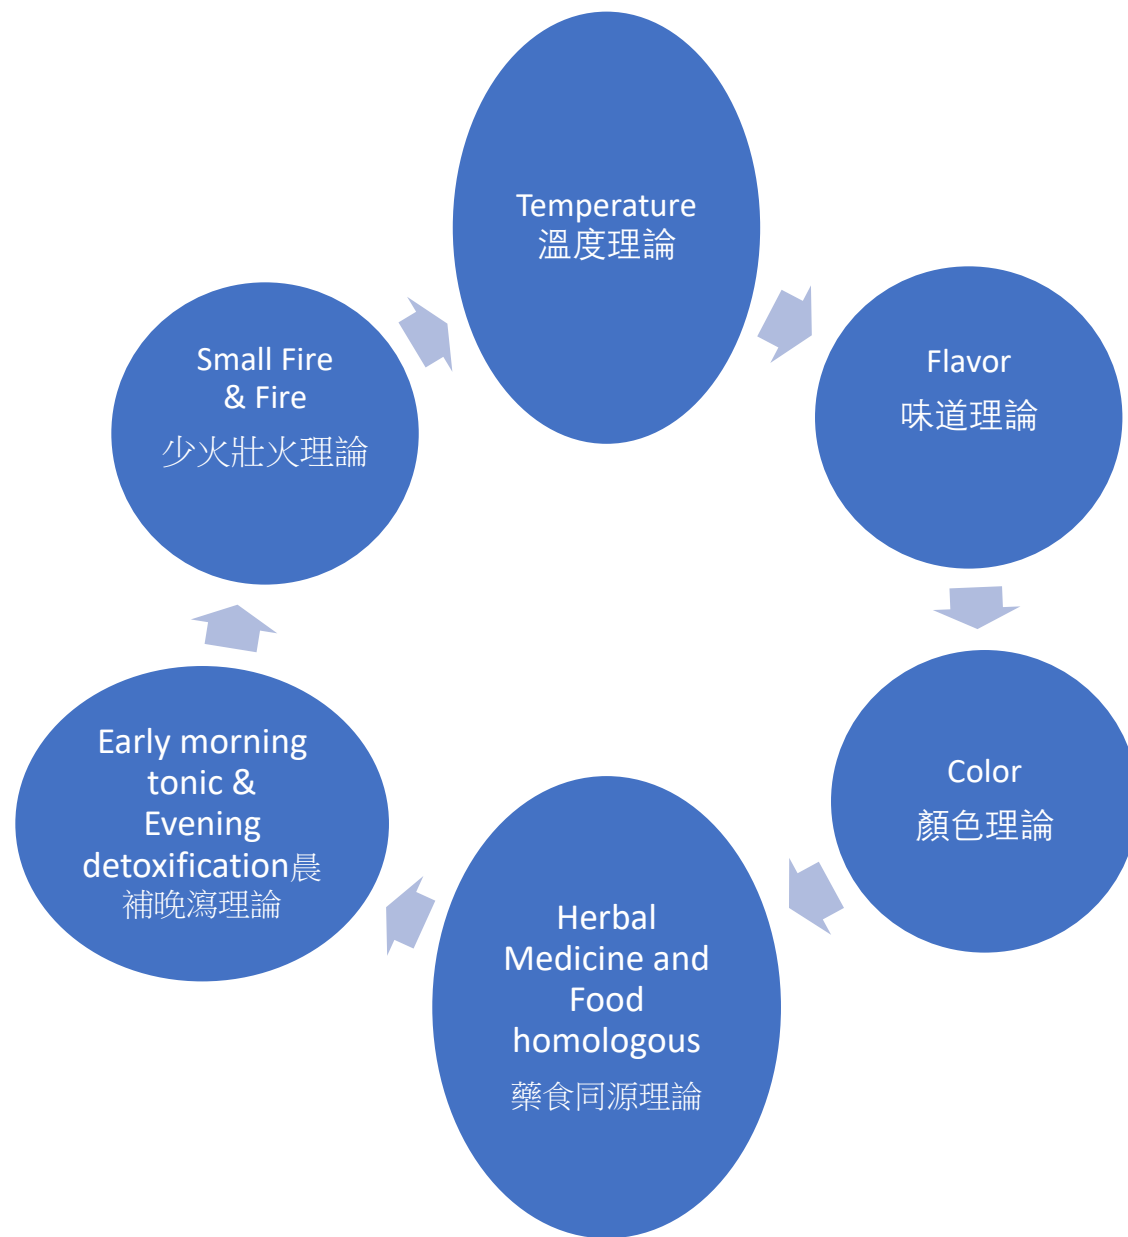 Temperature
溫度理論
Flavor
味道理論
Color
顏色理論
Herbal
Medicine and
Food
homologous
藥食同源理論
Early morning
tonic &
Evening
detoxification晨
補晚瀉理論
Small Fire
& Fire
少火壯火理論